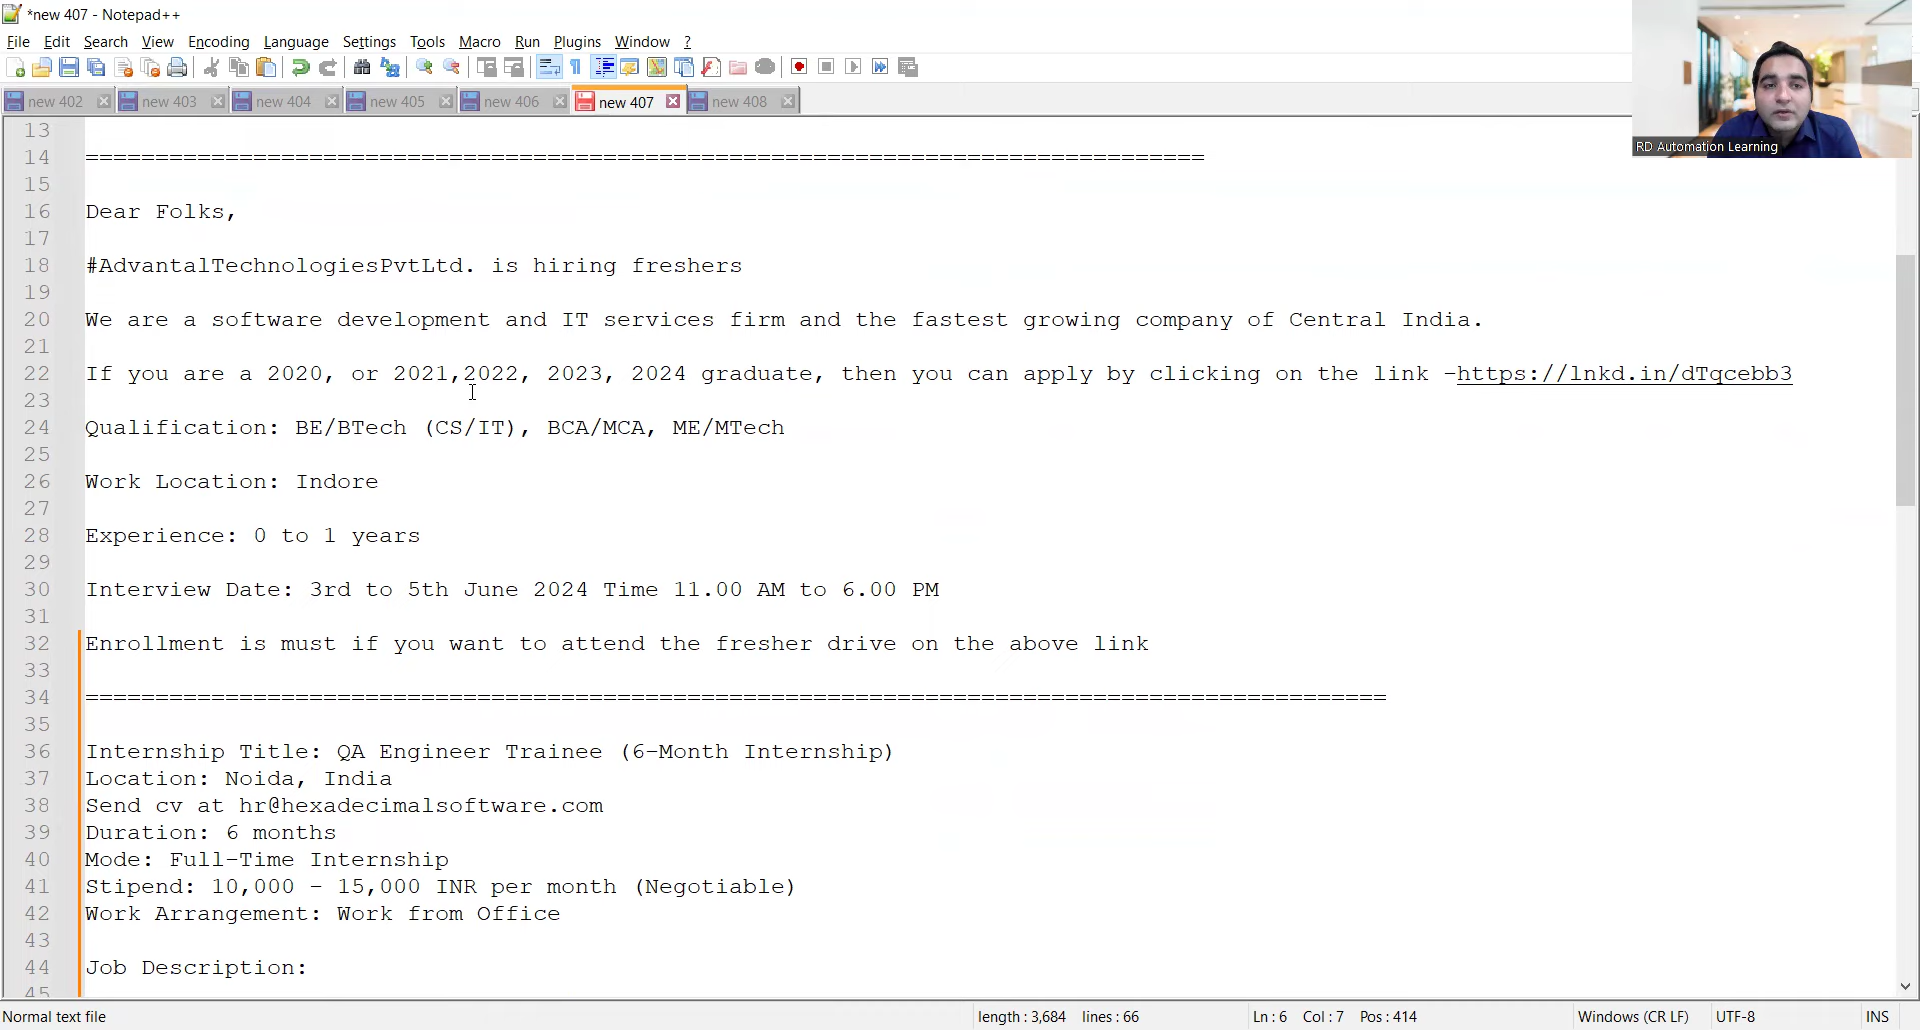 *new 407 - Notepad++
File Edit Search View Encoding Language Settings Tools Macro Run Plugins Window ?
new 402 new 403 new 404 new 405 new 406 new 407 new 408
RD Automation Learning
13
14 ================================================================================
15
16 Dear Folks,
17
18 #AdvantalTechnologiesPvtLtd. is hiring freshers
19
20 We are a software development and IT services firm and the fastest growing company of Central India.
21
22 If you are a 2020, or 2021,2022, 2023, 2024 graduate, then you can apply by clicking on the link -https://lnkd.in/dTqcebb3
23
24 Qualification: BE/BTech (CS/IT), BCA/MCA, ME/MTech
25
26 Work Location: Indore
27
28 Experience: 0 to 1 years
29
30 Interview Date: 3rd to 5th June 2024 Time 11.00 AM to 6.00 PM
31
32 Enrollment is must if you want to attend the fresher drive on the above link
33
34 =============================================================================================
35
36 Internship Title: QA Engineer Trainee (6-Month Internship)
37 Location: Noida, India
38 Send cv at hr@hexadecimalsoftware.com
39 Duration: 6 months
40 Mode: Full-Time Internship
41 Stipend: 10,000 - 15,000 INR per month (Negotiable)
42 Work Arrangement: Work from Office
43
44 Job Description:
45
Normal text file length : 3,684 lines : 66 Ln : 6 Col : 7 Pos : 414 Windows (CR LF) UTF-8 INS